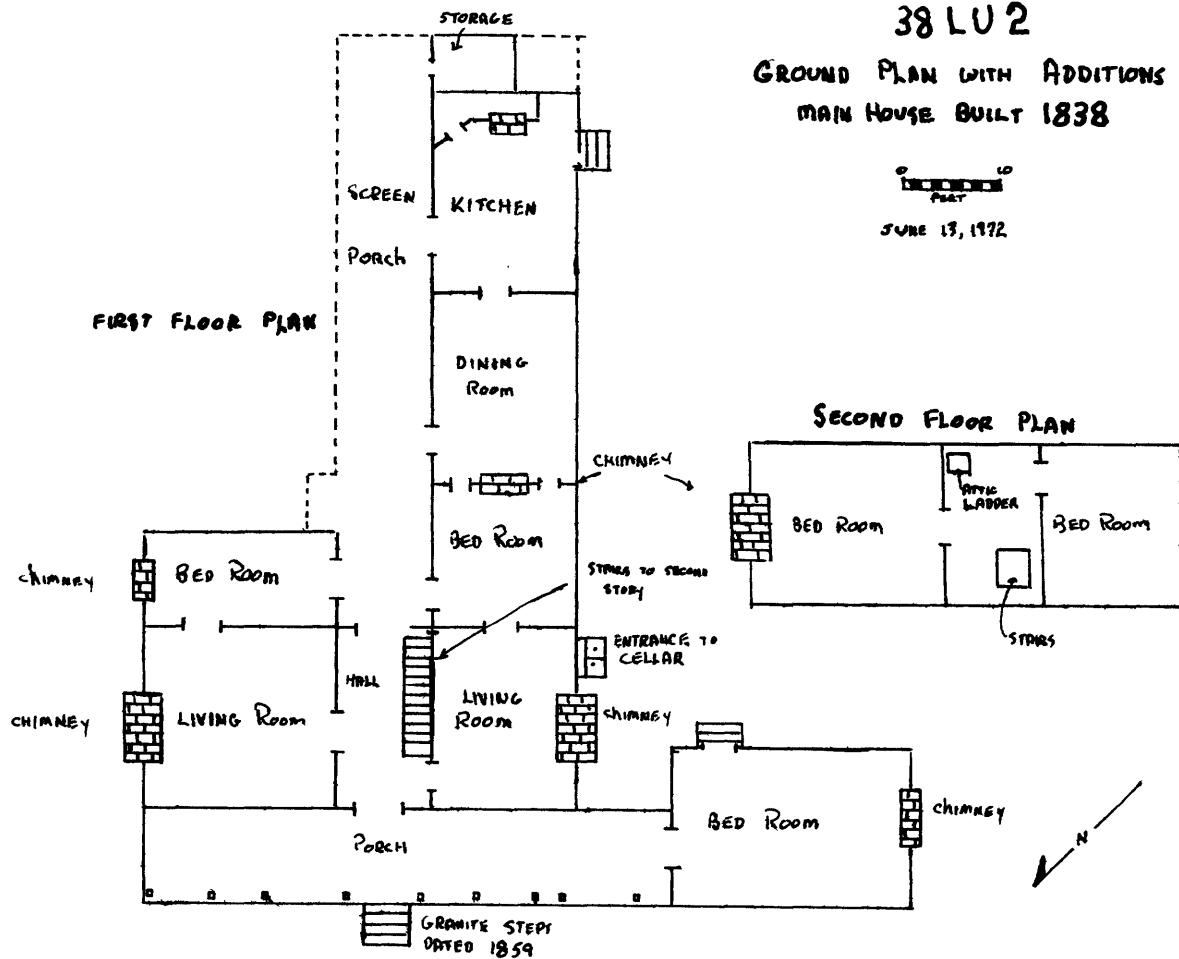 38 LU 2
GROUND PLAN WITH ADDITIONS
MAIN HOUSE BUILT 1838
0 10
FEET
JUNE 13, 1972
STORAGE
SCREEN
PORCH
KITCHEN
FIRST FLOOR PLAN
DINING
ROOM
CHIMNEY
BED ROOM
STAIRS TO SECOND
STORY
CHIMNEY
BED ROOM
ENTRANCE TO
CELLAR
HALL
CHIMNEY
LIVING ROOM
LIVING
ROOM
CHIMNEY
BED ROOM
CHIMNEY
PORCH
GRANITE STEPS
DATED 1859
N
SECOND FLOOR PLAN
BED ROOM
ATTIC
LADDER
BED ROOM
STAIRS